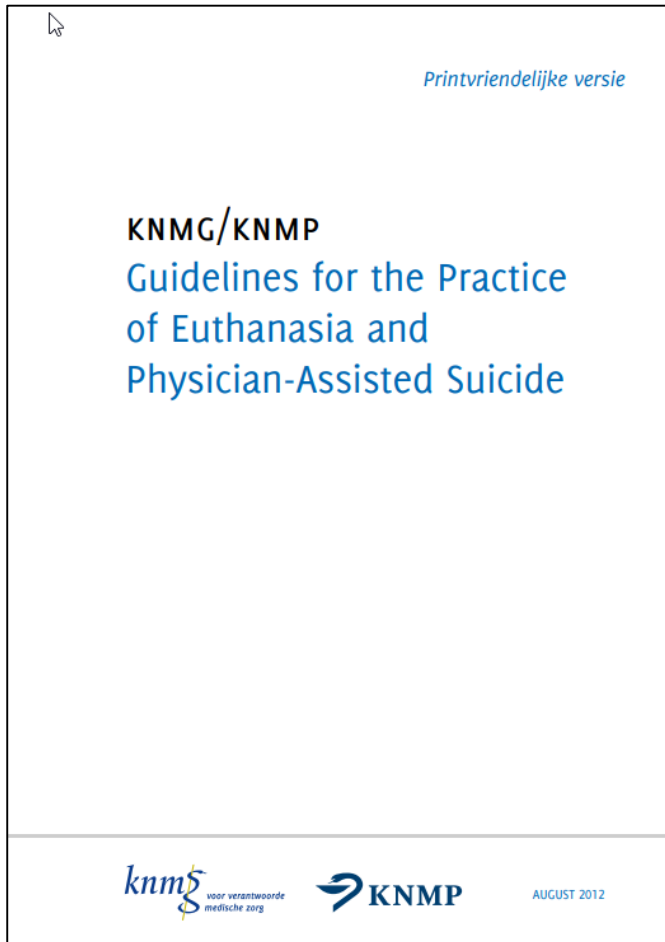 Printvriendelijke versie
KNMG/KNMP
Guidelines for the Practice
of Euthanasia and
Physician-Assisted Suicide
knmg voor verantwoorde
medische zorg
KNMP
AUGUST 2012